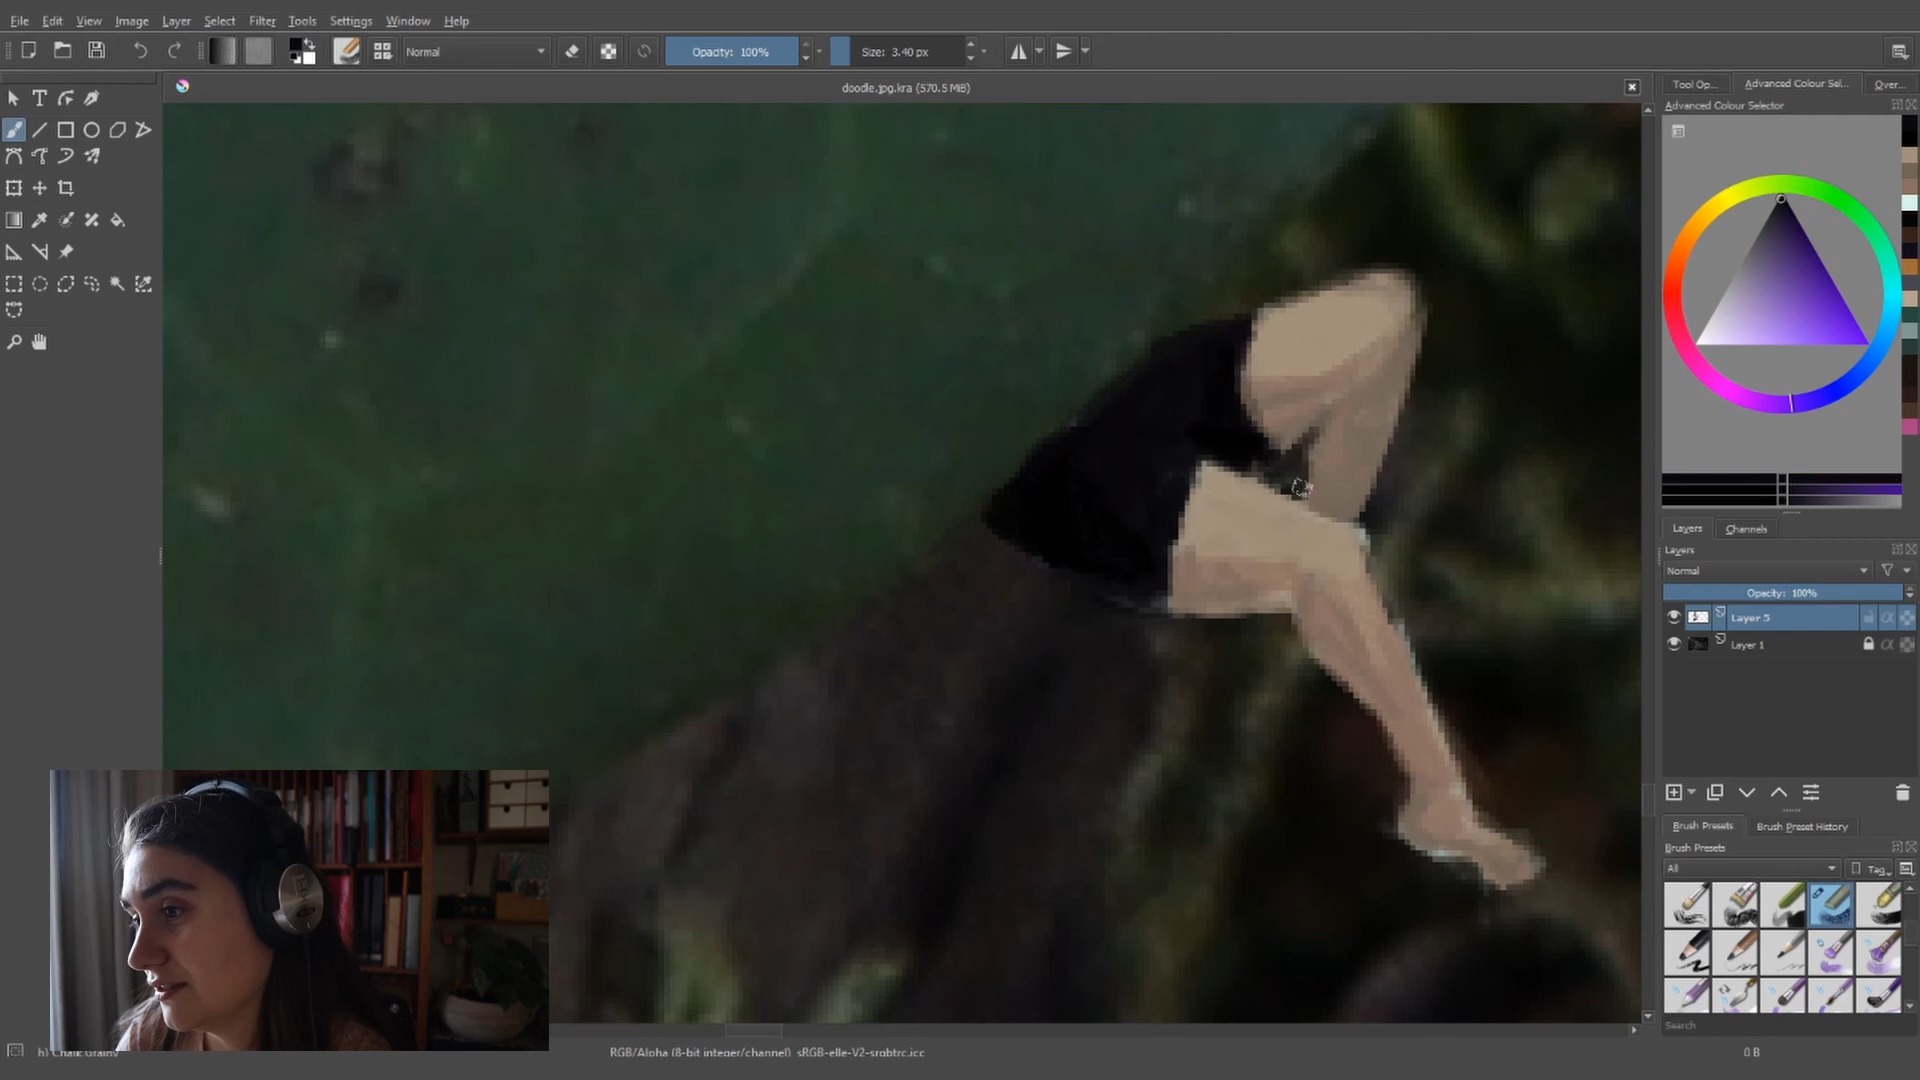 File Edit View Image Layer Select Filter Tools Settings Window Help
Normal
Opacity: 100%
Size: 3.40 px
doodle.jpg.kra (570.5 MiB)
Tool Op...
Advanced Colour Sel...
Over...
Advanced Colour Selector
Layers
Channels
Layers
Normal
Opacity: 100%
Layer 5
Layer 1
Brush Presets
Brush Preset History
Brush Presets
All
Tag
Search
b) Chalk Grainy
RGB/Alpha (8-bit integer/channel) sRGB-elle-V2-srgbtrc.icc
0 B